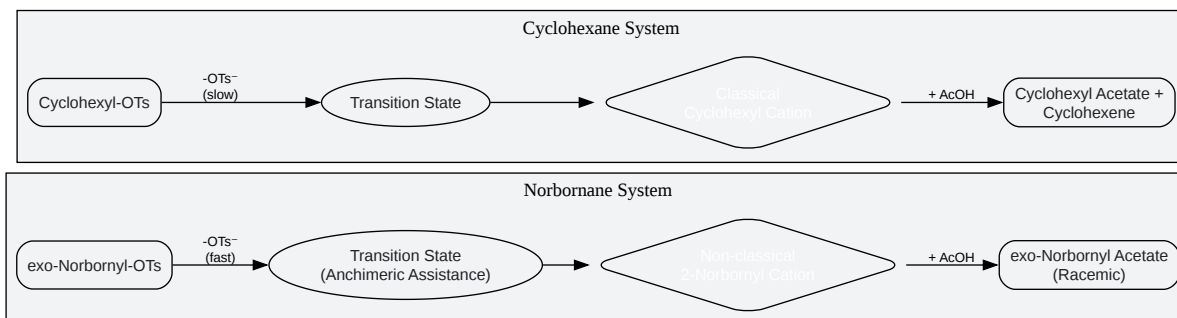 Cyclohexane System
Cyclohexyl-OTs
-OTs⁻
(slow)
Transition State
Classical
Cyclohexyl Cation
+ AcOH
Cyclohexyl Acetate +
Cyclohexene
Norbornane System
exo-Norbornyl-OTs
-OTs⁻
(fast)
Transition State
(Anchimeric Assistance)
Non-classical
2-Norbornyl Cation
+ AcOH
exo-Norbornyl Acetate
(Racemic)